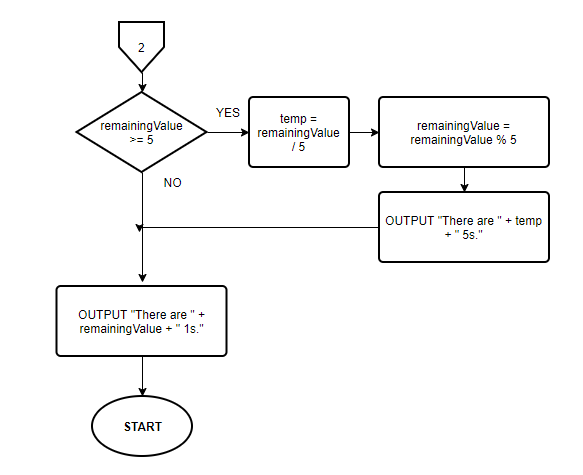 2
remainingValue
>= 5
YES
temp =
remainingValue
/ 5
remainingValue =
remainingValue % 5
NO
OUTPUT "There are " + temp
+ " 5s."
OUTPUT "There are " +
remainingValue + " 1s."
START